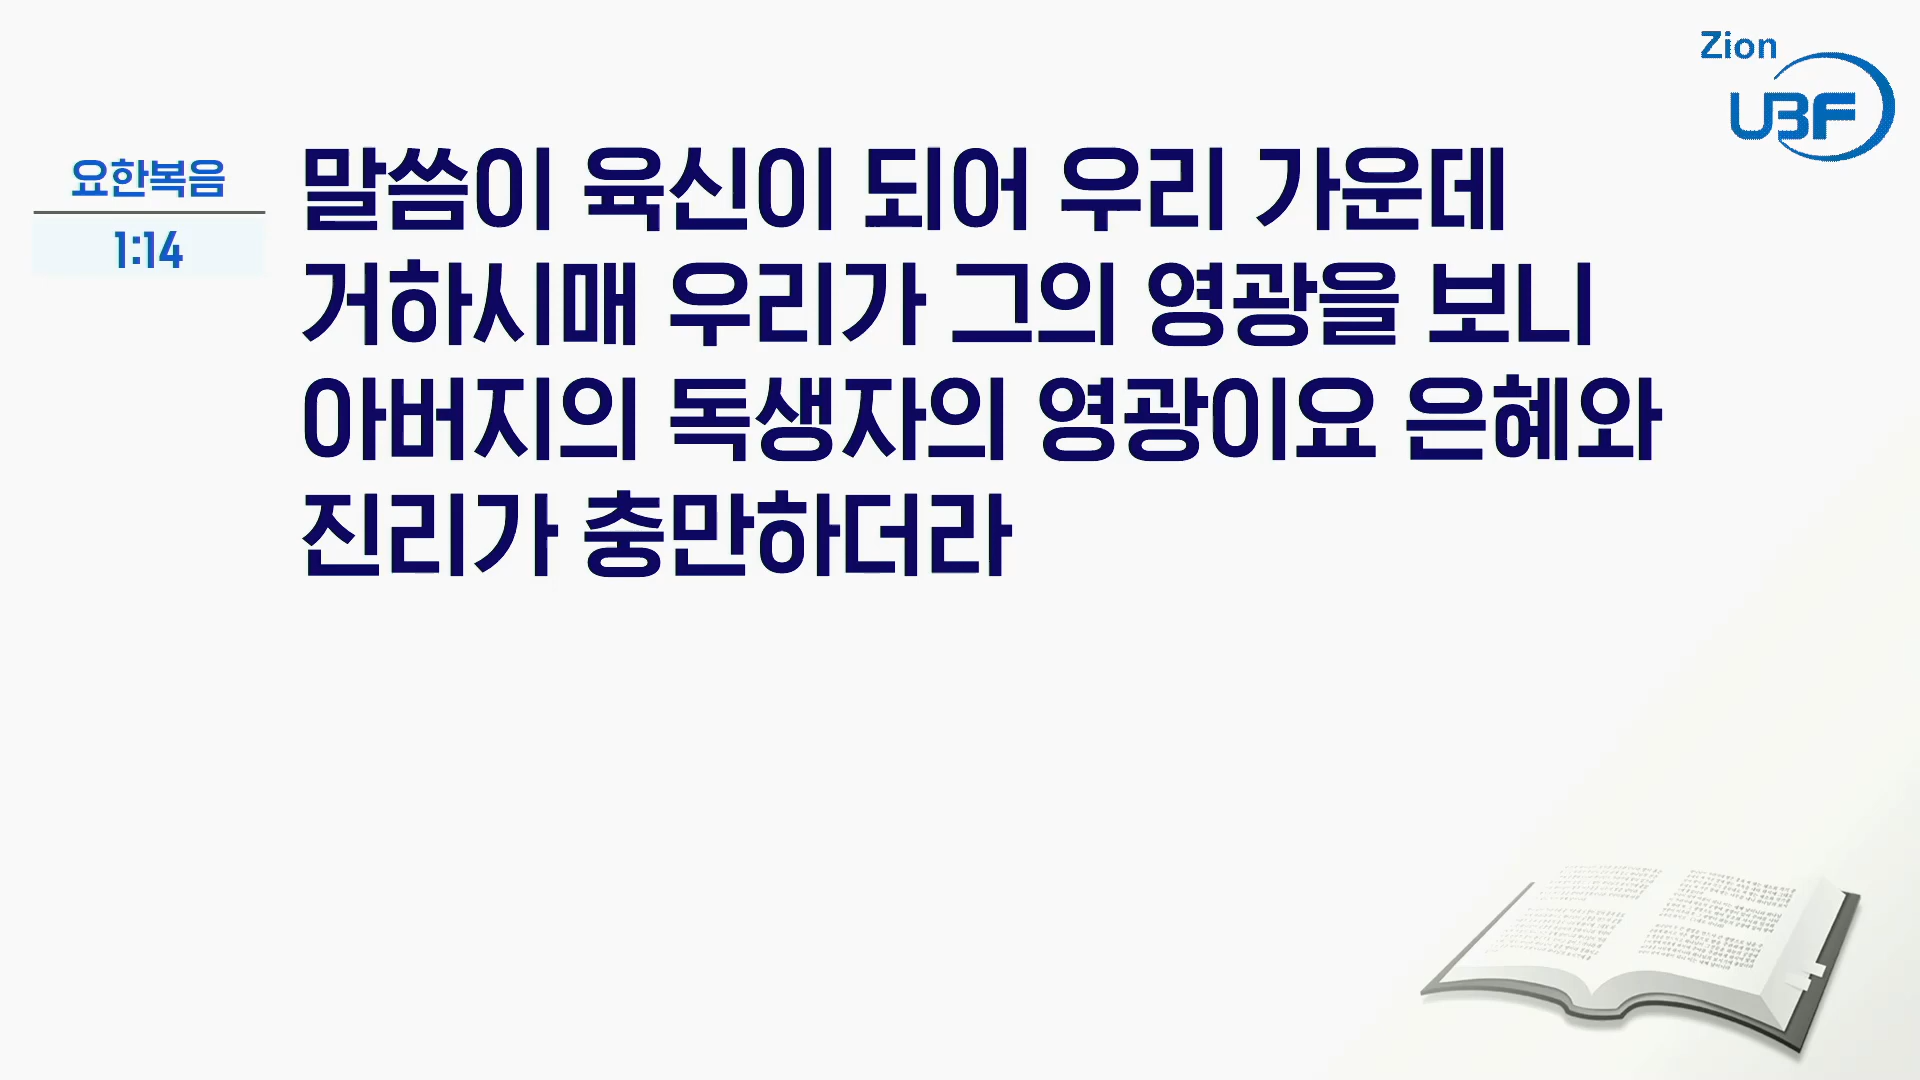 Zion
UBF
요한복음
1:14
말씀이 육신이 되어 우리 가운데
거하시매 우리가 그의 영광을 보니
아버지의 독생자의 영광이요 은혜와
진리가 충만하더라